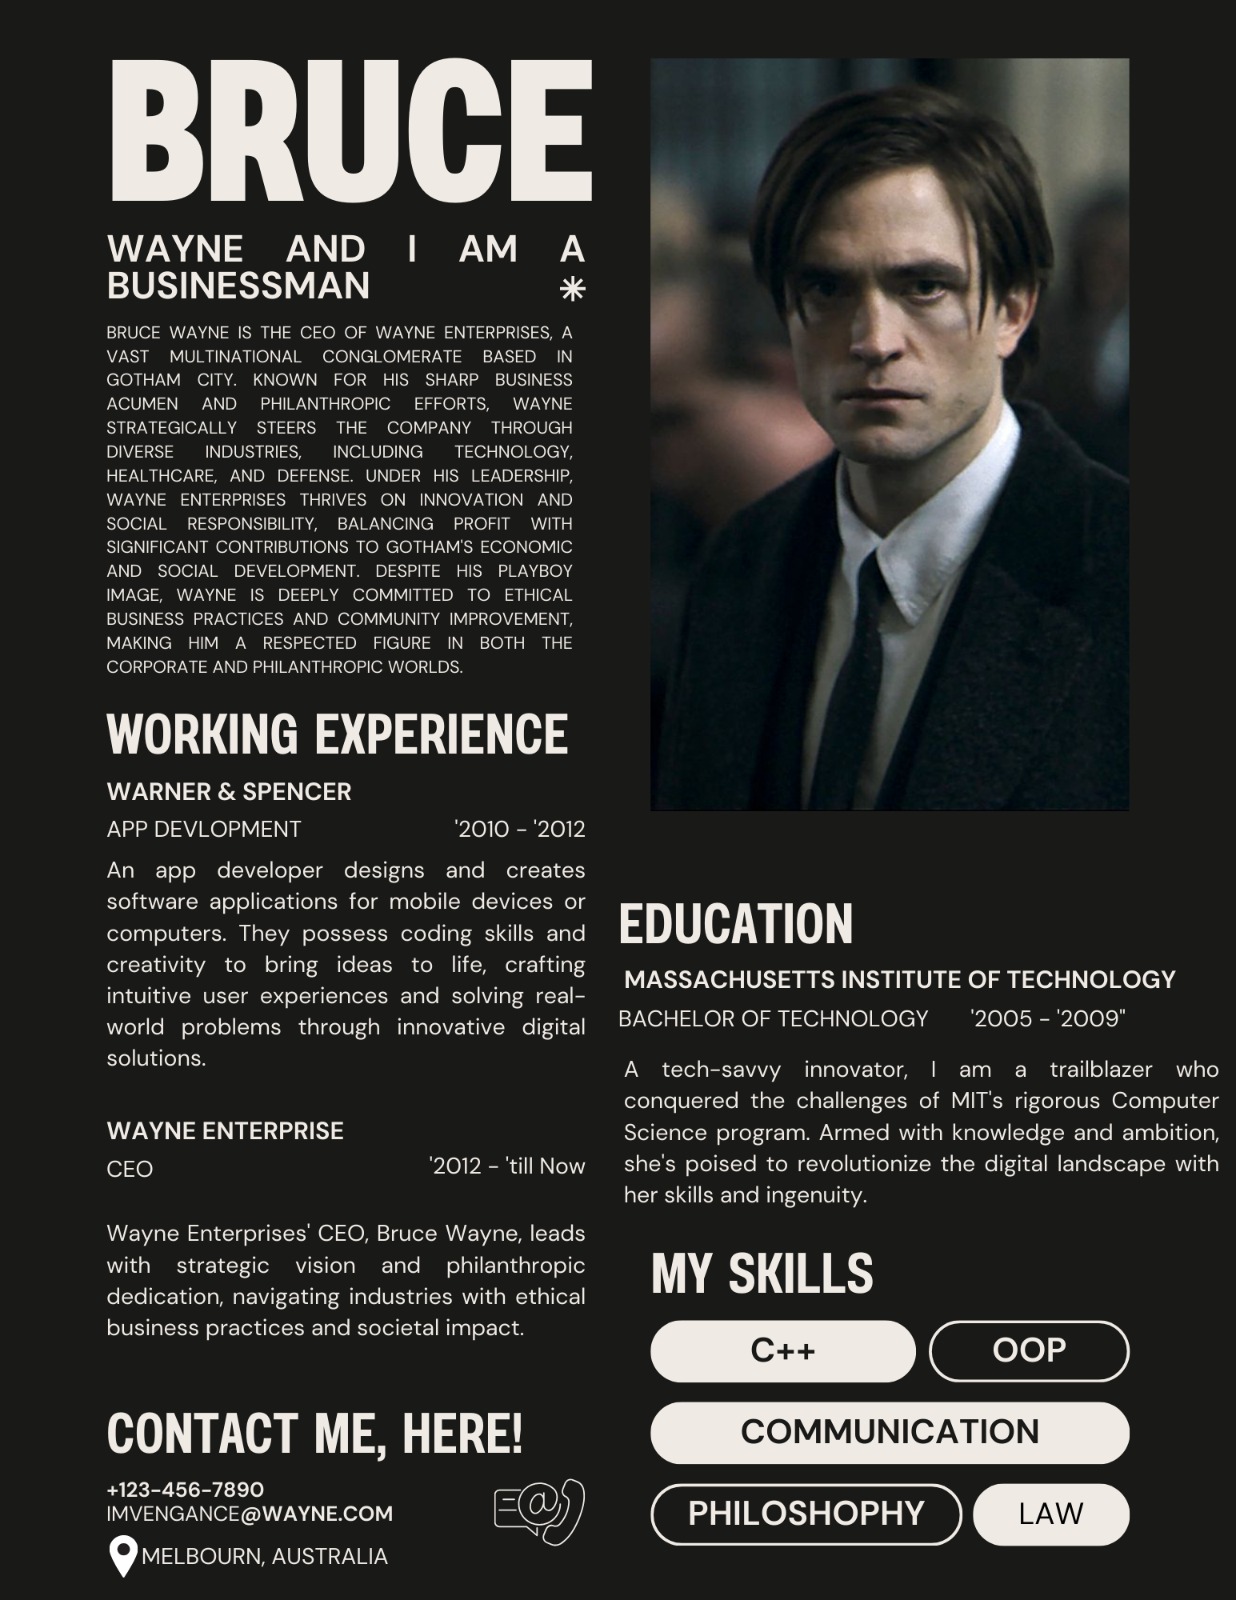 BRUCE
WAYNE AND I AM A
BUSINESSMAN
BRUCE WAYNE IS THE CEO OF WAYNE ENTERPRISES, A
VAST MULTINATIONAL CONGLOMERATE BASED IN
GOTHAM CITY. KNOWN FOR HIS SHARP BUSINESS
ACUMEN AND PHILANTHROPIC EFFORTS, WAYNE
STRATEGICALLY STEERS THE COMPANY THROUGH
DIVERSE INDUSTRIES, INCLUDING TECHNOLOGY,
HEALTHCARE, AND DEFENSE. UNDER HIS LEADERSHIP,
WAYNE ENTERPRISES THRIVES ON INNOVATION AND
SOCIAL RESPONSIBILITY, BALANCING PROFIT WITH
SIGNIFICANT CONTRIBUTIONS TO GOTHAM'S ECONOMIC
AND SOCIAL DEVELOPMENT. DESPITE HIS PLAYBOY
IMAGE, WAYNE IS DEEPLY COMMITTED TO ETHICAL
BUSINESS PRACTICES AND COMMUNITY IMPROVEMENT,
MAKING HIM A RESPECTED FIGURE IN BOTH THE
CORPORATE AND PHILANTHROPIC WORLDS.
WORKING EXPERIENCE
WARNER & SPENCER
APP DEVLOPMENT '2010 - '2012
An app developer designs and creates
software applications for mobile devices or
computers. They possess coding skills and
creativity to bring ideas to life, crafting
intuitive user experiences and solving real-
world problems through innovative digital
solutions.
WAYNE ENTERPRISE
CEO '2012 - 'till Now
Wayne Enterprises' CEO, Bruce Wayne, leads
with strategic vision and philanthropic
dedication, navigating industries with ethical
business practices and societal impact.
CONTACT ME, HERE!
+123-456-7890
IMVENGANCE@WAYNE.COM
MELBOURN, AUSTRALIA
EDUCATION
MASSACHUSETTS INSTITUTE OF TECHNOLOGY
BACHELOR OF TECHNOLOGY '2005 - '2009"
A tech-savvy innovator, I am a trailblazer who
conquered the challenges of MIT's rigorous Computer
Science program. Armed with knowledge and ambition,
she's poised to revolutionize the digital landscape with
her skills and ingenuity.
MY SKILLS
C++ OOP
COMMUNICATION
PHILOSHOPHY LAW